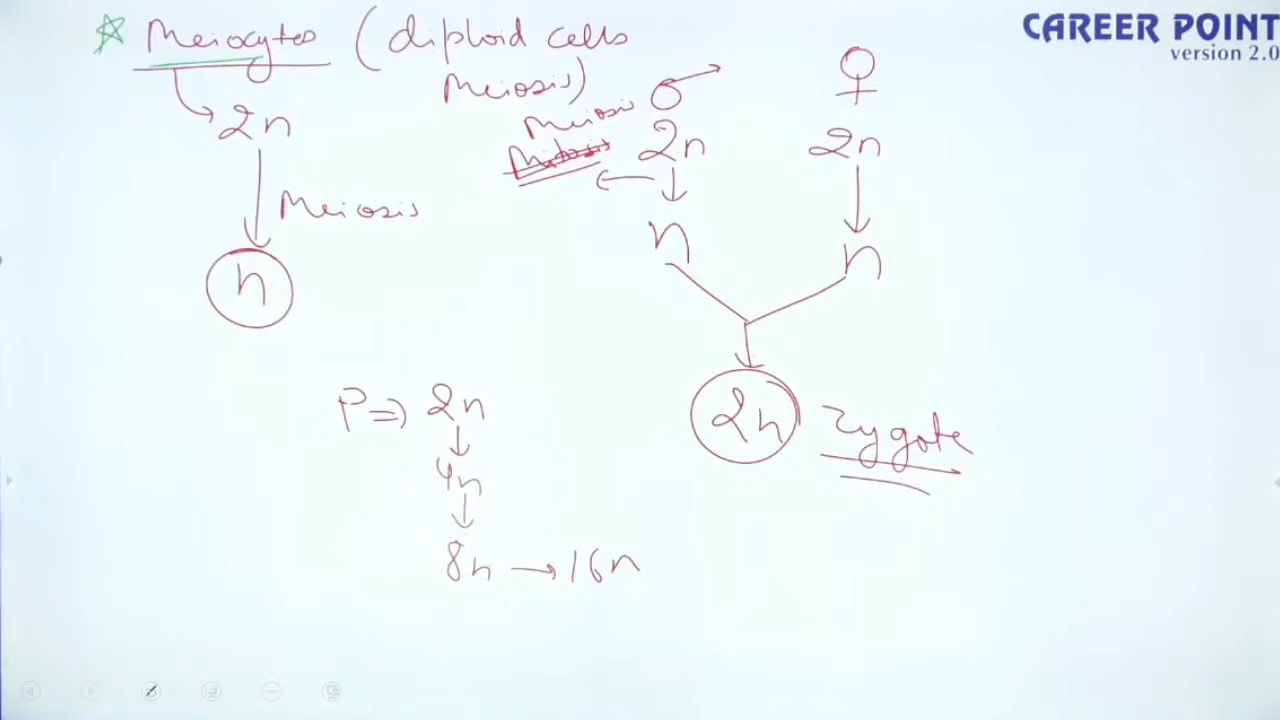 CAREER POINT
version 2.0
Meiocytes (diploid cells
Meiosis)
2n
Meiosis
n
♂ ♀
Meiosis
Mitosis
2n 2n
n n
2n Zygote
P => 2n
4n
8n → 16n